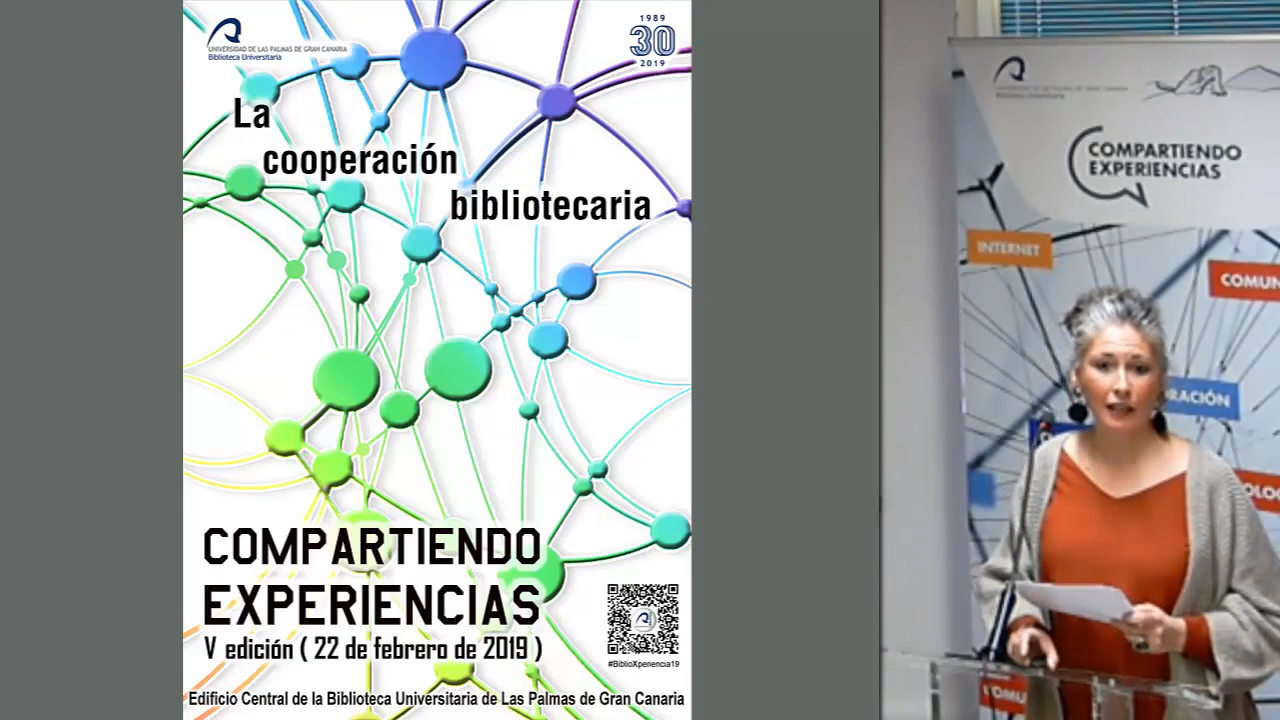 UNIVERSIDAD DE LAS PALMAS DE GRAN CANARIA
Biblioteca Universitaria
1989
30
2019
La
cooperación
bibliotecaria
COMPARTIENDO
EXPERIENCIAS
V edición ( 22 de febrero de 2019 )
#BiblioXperiencia19
Edificio Central de la Biblioteca Universitaria de Las Palmas de Gran Canaria
COMPARTIENDO
EXPERIENCIAS
INTERNET
COMUN
RACIÓN
OLOG
COMU